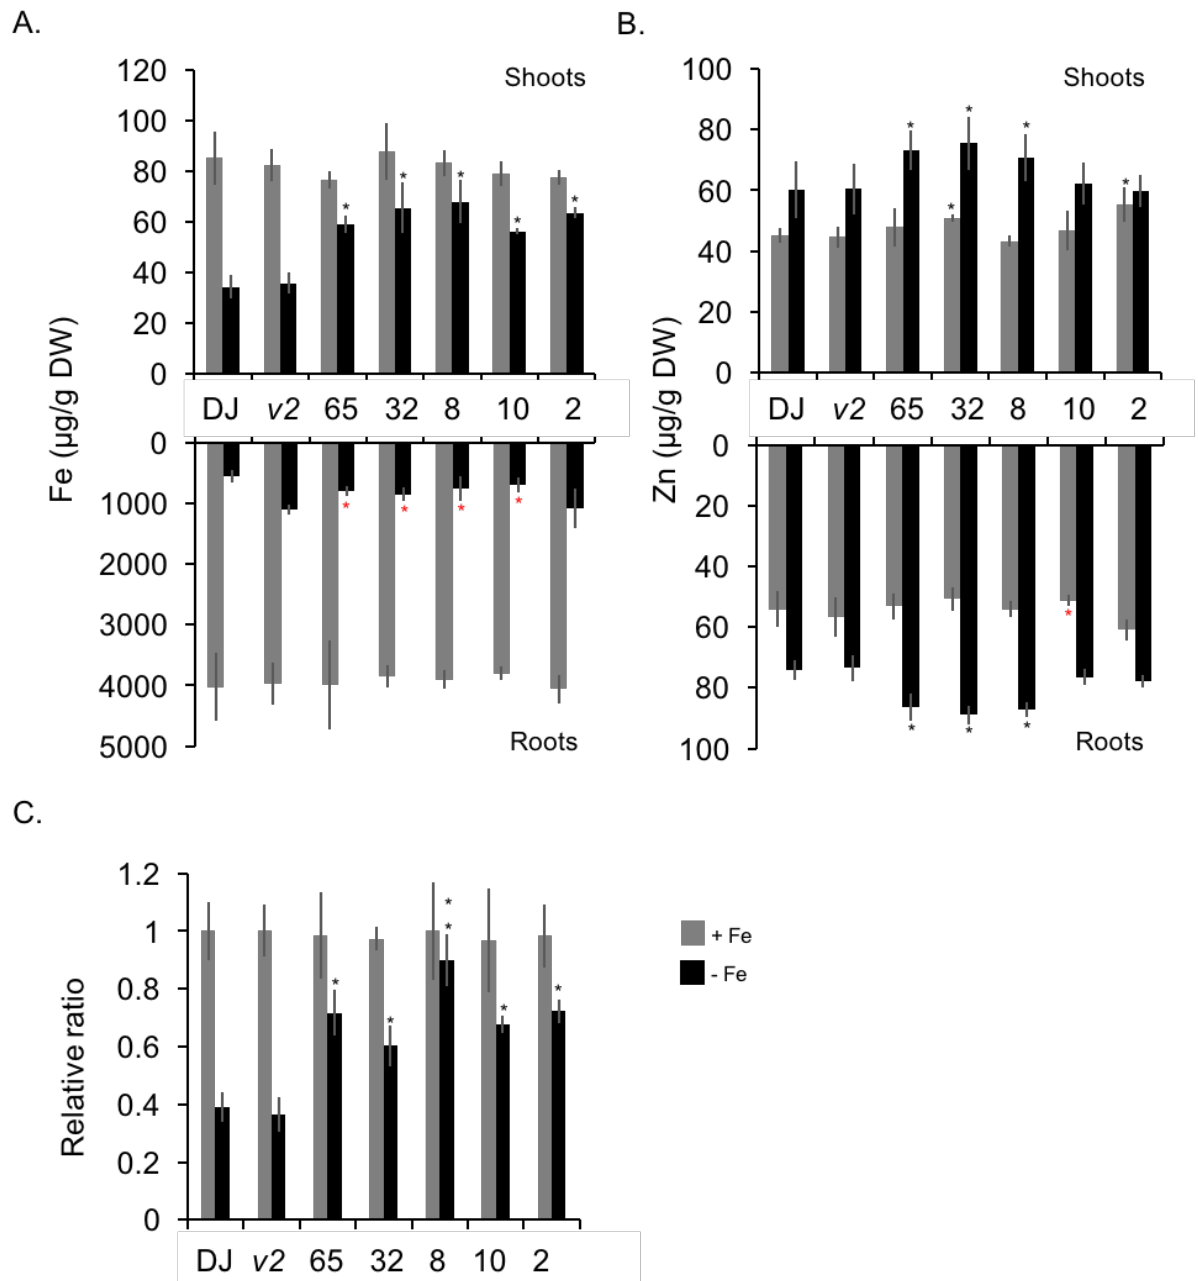 A.
120
100
80
60
40
20
0
Shoots
* * * * *
Fe (µg/g DW)
DJ v2 65 32 8 10 2
0
1000
2000
3000
4000
5000
* * * *
Roots
B.
100
80
60
40
20
0
Shoots
* * * * *
Zn (µg/g DW)
DJ v2 65 32 8 10 2
0
20
40
60
80
100
* * * *
Roots
C.
1.2
1
0.8
0.6
0.4
0.2
0
Relative ratio
* * * * * *
DJ v2 65 32 8 10 2
+ Fe
- Fe